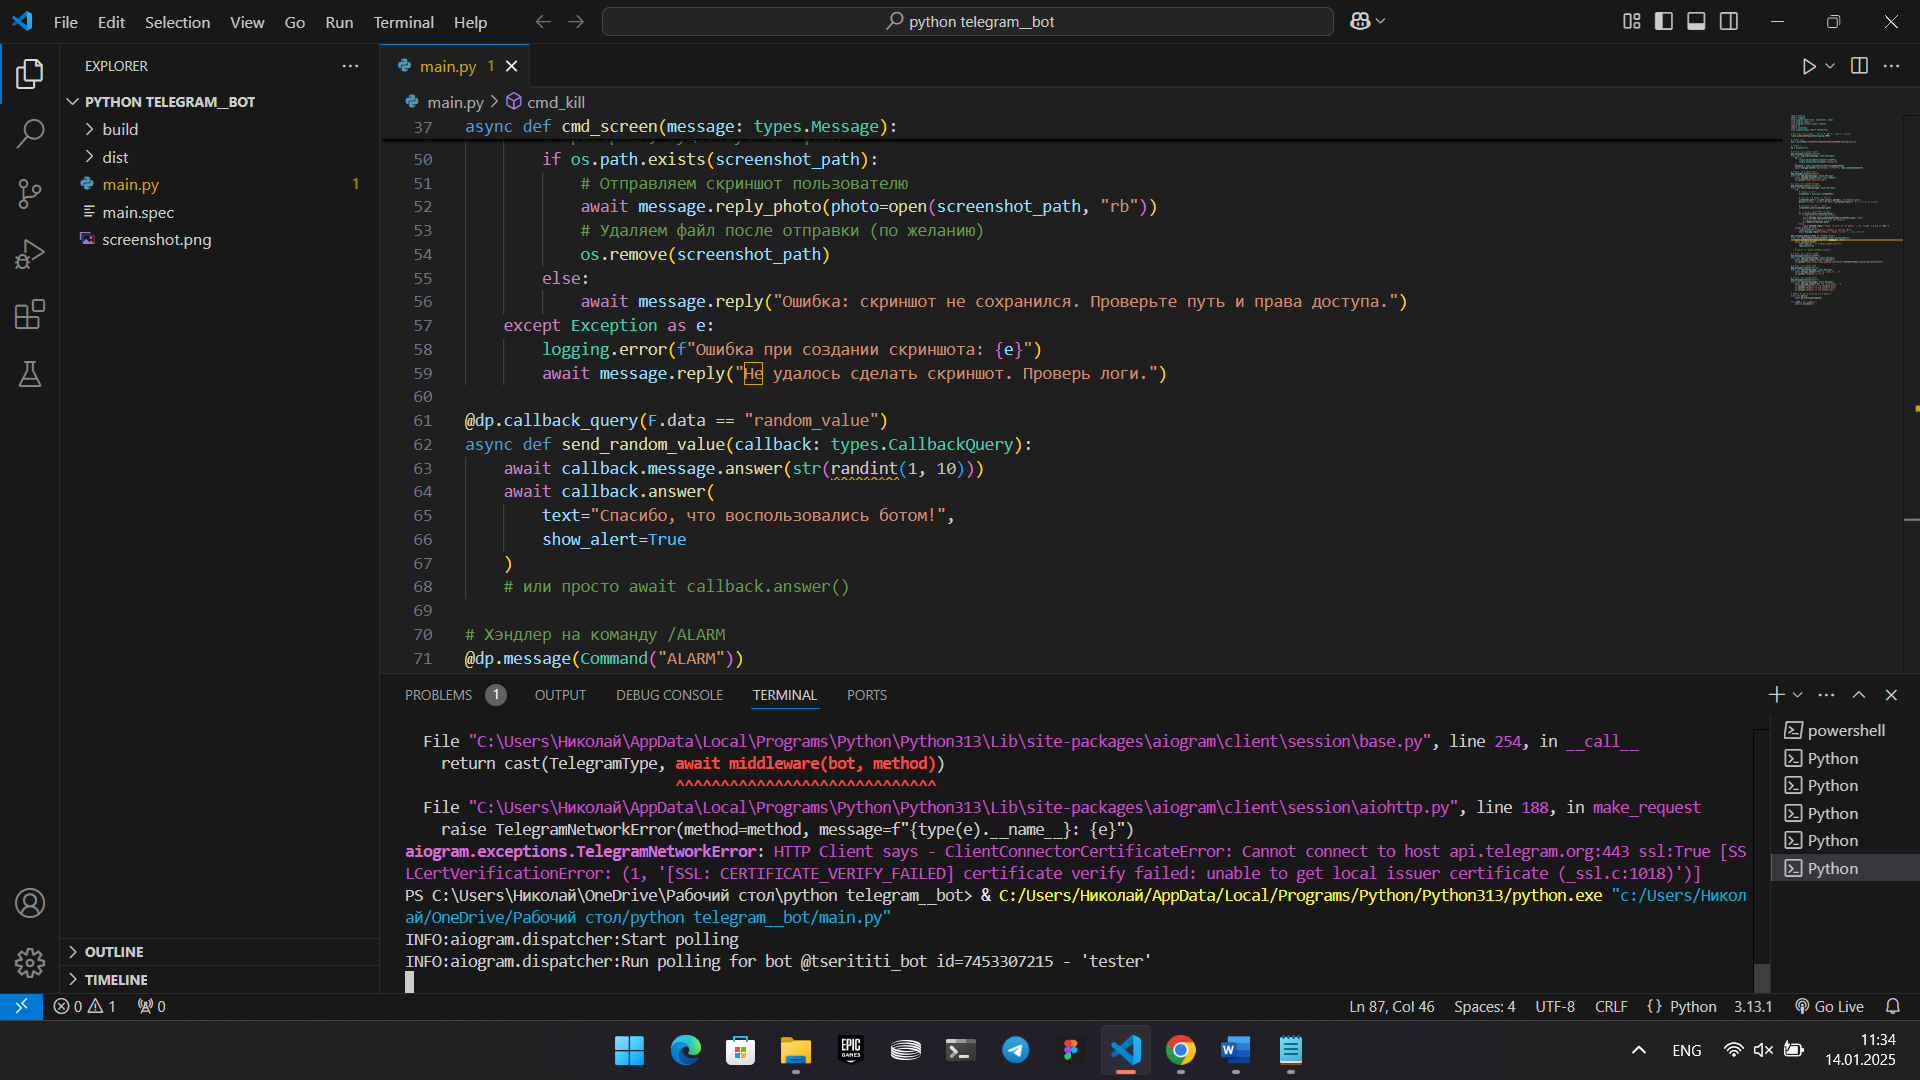 File Edit Selection View Go Run Terminal Help
python telegram__bot
EXPLORER
PYTHON TELEGRAM__BOT
build
dist
main.py 1
main.spec
screenshot.png
OUTLINE
TIMELINE
main.py 1
main.py > cmd_kill
37 async def cmd_screen(message: types.Message):
50 if os.path.exists(screenshot_path):
51 # Отправляем скриншот пользователю
52 await message.reply_photo(photo=open(screenshot_path, "rb"))
53 # Удаляем файл после отправки (по желанию)
54 os.remove(screenshot_path)
55 else:
56 await message.reply("Ошибка: скриншот не сохранился. Проверьте путь и права доступа.")
57 except Exception as e:
58 logging.error(f"Ошибка при создании скриншота: {e}")
59 await message.reply("Не удалось сделать скриншот. Проверь логи.")
60
61 @dp.callback_query(F.data == "random_value")
62 async def send_random_value(callback: types.CallbackQuery):
63 await callback.message.answer(str(randint(1, 10)))
64 await callback.answer(
65 text="Спасибо, что воспользовались ботом!",
66 show_alert=True
67 )
68 # или просто await callback.answer()
69
70 # Хэндлер на команду /ALARM
71 @dp.message(Command("ALARM"))
PROBLEMS 1 OUTPUT DEBUG CONSOLE TERMINAL PORTS
File "C:\Users\Николай\AppData\Local\Programs\Python\Python313\Lib\site-packages\aiogram\client\session\base.py", line 254, in __call__
return cast(TelegramType, await middleware(bot, method))
^^^^^^^^^^^^^^^^^^^^^^^^^^^^^
File "C:\Users\Николай\AppData\Local\Programs\Python\Python313\Lib\site-packages\aiogram\client\session\aiohttp.py", line 188, in make_request
raise TelegramNetworkError(method=method, message=f"{type(e).__name__}: {e}")
aiogram.exceptions.TelegramNetworkError: HTTP Client says - ClientConnectorCertificateError: Cannot connect to host api.telegram.org:443 ssl:True [SS
LCertVerificationError: (1, '[SSL: CERTIFICATE_VERIFY_FAILED] certificate verify failed: unable to get local issuer certificate (_ssl.c:1018)')]
PS C:\Users\Николай\OneDrive\Рабочий стол\python telegram__bot> & C:/Users/Николай/AppData/Local/Programs/Python/Python313/python.exe "c:/Users/Никол
ай/OneDrive/Рабочий стол/python telegram__bot/main.py"
INFO:aiogram.dispatcher:Start polling
INFO:aiogram.dispatcher:Run polling for bot @tserititi_bot id=7453307215 - 'tester'
powershell
Python
Python
Python
Python
Python
0 1 0
Ln 87, Col 46 Spaces: 4 UTF-8 CRLF {} Python 3.13.1 Go Live
EPIC GAMES
ENG
11:34
14.01.2025